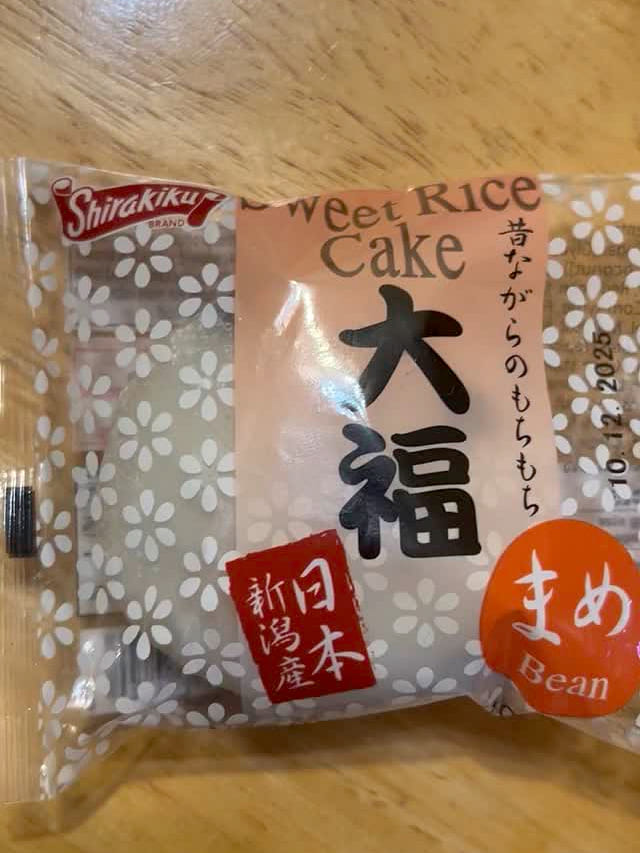 Shirakiku
BRAND
Sweet Rice
Cake
昔ながらのもちもち
大福
日本
新潟産
まめ
Bean
10.12.2025